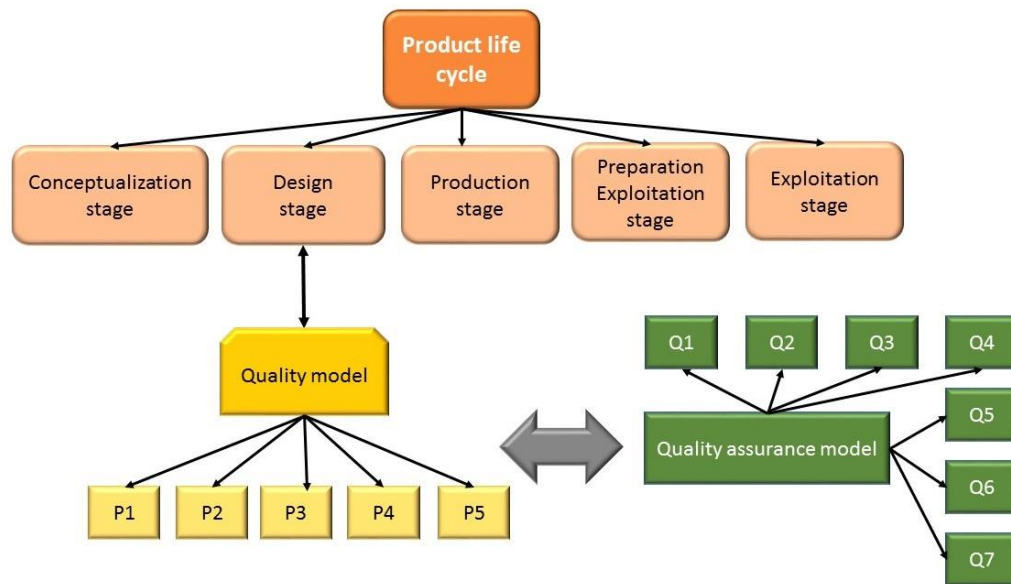 Product life
cycle
Conceptualization
stage
Design
stage
Production
stage
Preparation
Exploitation
stage
Exploitation
stage
Quality model
P1
P2
P3
P4
P5
Q1
Q2
Q3
Q4
Quality assurance model
Q5
Q6
Q7